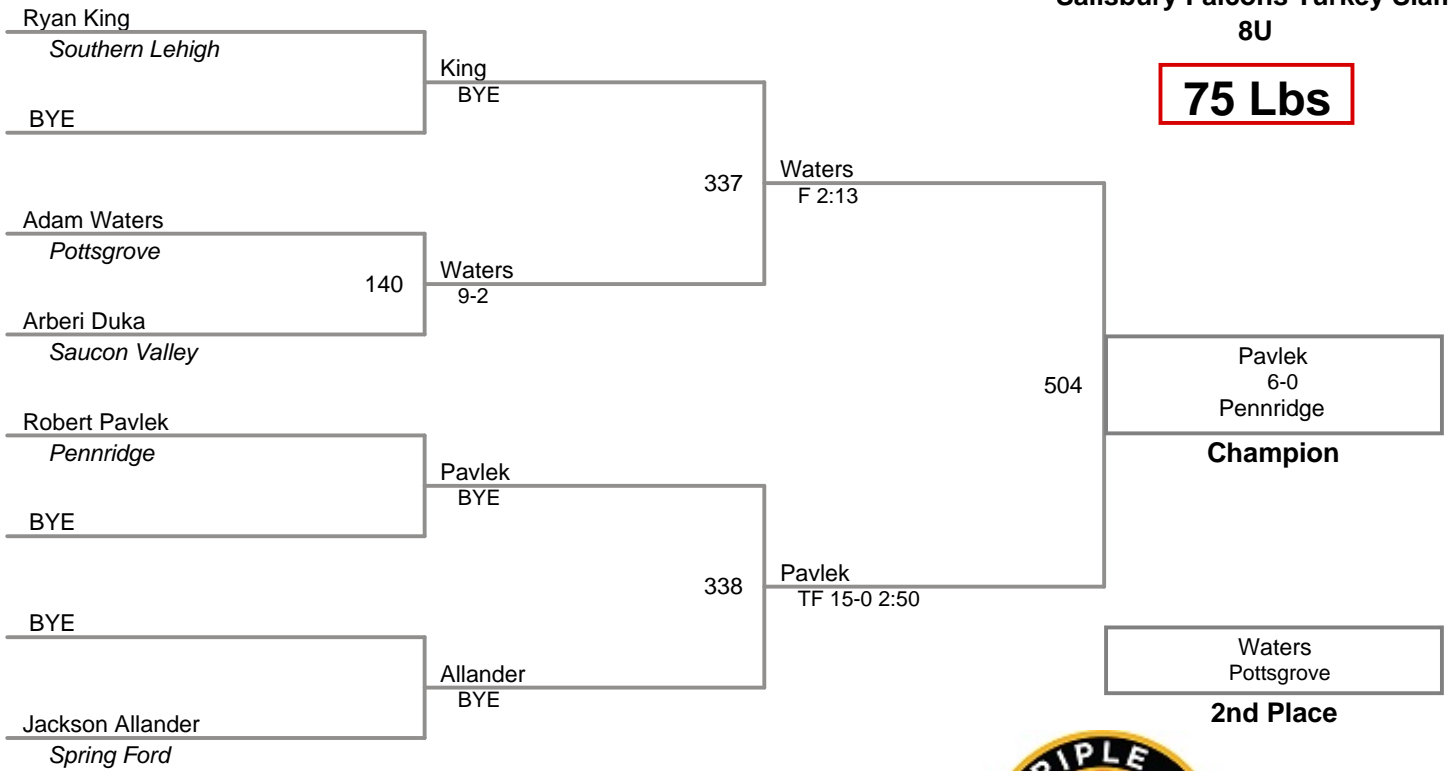 Salisbury Falcons Turkey Slam
8U
75 Lbs
Ryan King
Southern Lehigh
BYE
King
BYE
Adam Waters
Pottsgrove
Arberi Duka
Saucon Valley
140
Waters
9-2
337
Waters
F 2:13
Robert Pavlek
Pennridge
BYE
Pavlek
BYE
BYE
Jackson Allander
Spring Ford
Allander
BYE
338
Pavlek
TF 15-0 2:50
504
Pavlek
6-0
Pennridge
Champion
Waters
Pottsgrove
2nd Place